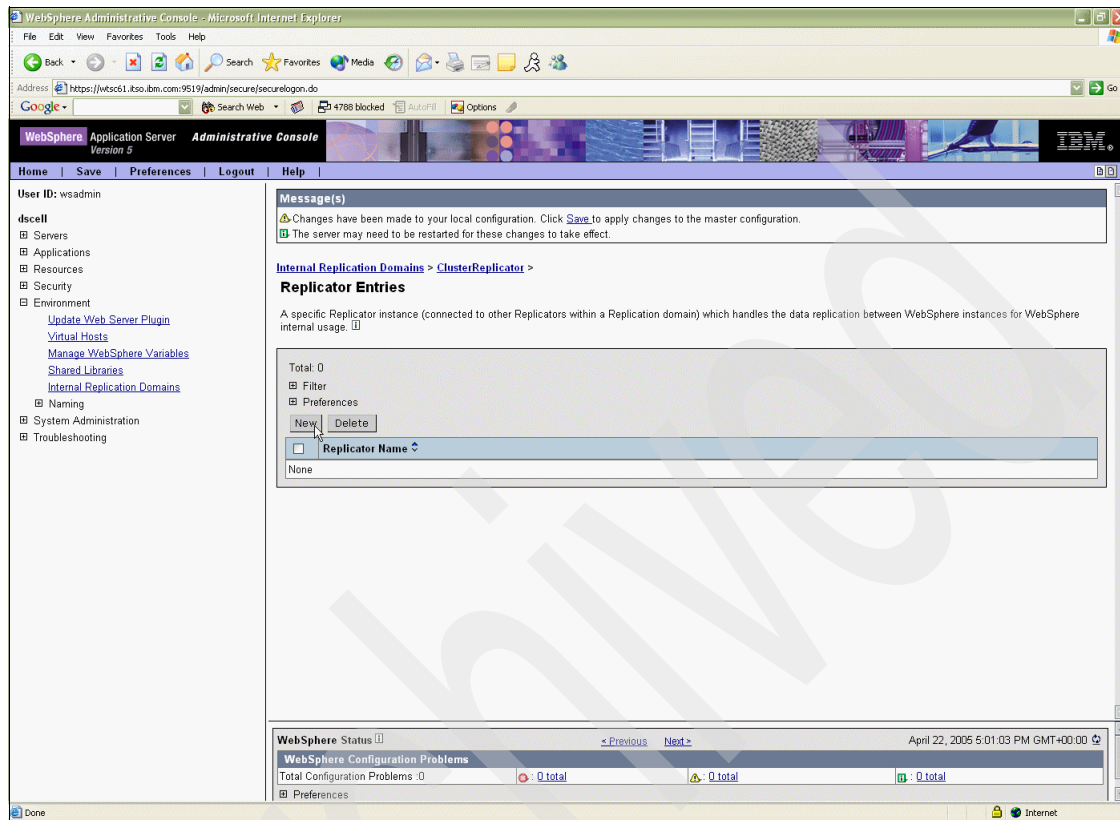 WebSphere Administrative Console - Microsoft Internet Explorer
File Edit View Favorites Tools Help
Back Search Favorites Media
Address https://wtsc61.itso.ibm.com:9519/admin/secure/securelogon.do Go
Google Search Web 4788 blocked AutoFill Options
WebSphere Application Server Administrative Console
Version 5
IBM
Home | Save | Preferences | Logout | Help |
User ID: wsadmin
dscell
Servers
Applications
Resources
Security
Environment
Update Web Server Plugin
Virtual Hosts
Manage WebSphere Variables
Shared Libraries
Internal Replication Domains
Naming
System Administration
Troubleshooting
Message(s)
Changes have been made to your local configuration. Click Save to apply changes to the master configuration.
The server may need to be restarted for these changes to take effect.
Internal Replication Domains > ClusterReplicator >
Replicator Entries
A specific Replicator instance (connected to other Replicators within a Replication domain) which handles the data replication between WebSphere instances for WebSphere
internal usage. i
Total: 0
Filter
Preferences
New Delete
Replicator Name
None
WebSphere Status i < Previous Next > April 22, 2005 5:01:03 PM GMT+00:00
WebSphere Configuration Problems
Total Configuration Problems :0 : 0 total : 0 total : 0 total
Preferences
Done Internet
hived